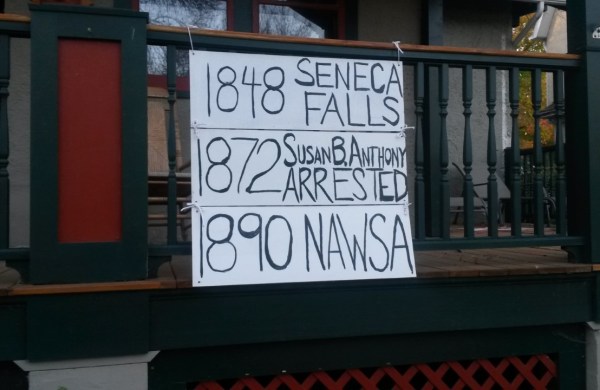 1848 SENECA
FALLS
1872 SUSAN B. ANTHONY
ARRESTED
1890 NAWSA